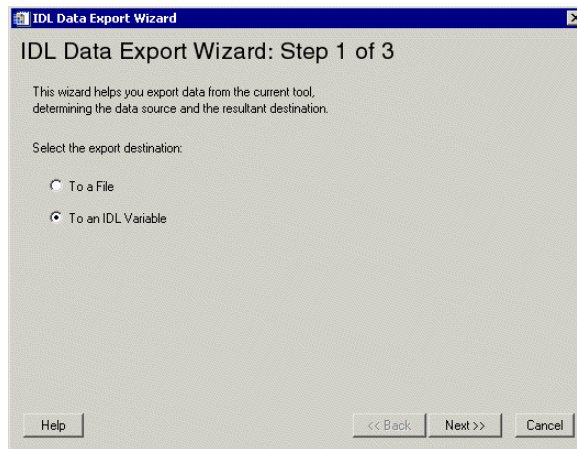 IDL Data Export Wizard
IDL Data Export Wizard: Step 1 of 3
This wizard helps you export data from the current tool,
determining the data source and the resultant destination.
Select the export destination:
To a File
To an IDL Variable
Help
<< Back
Next >>
Cancel